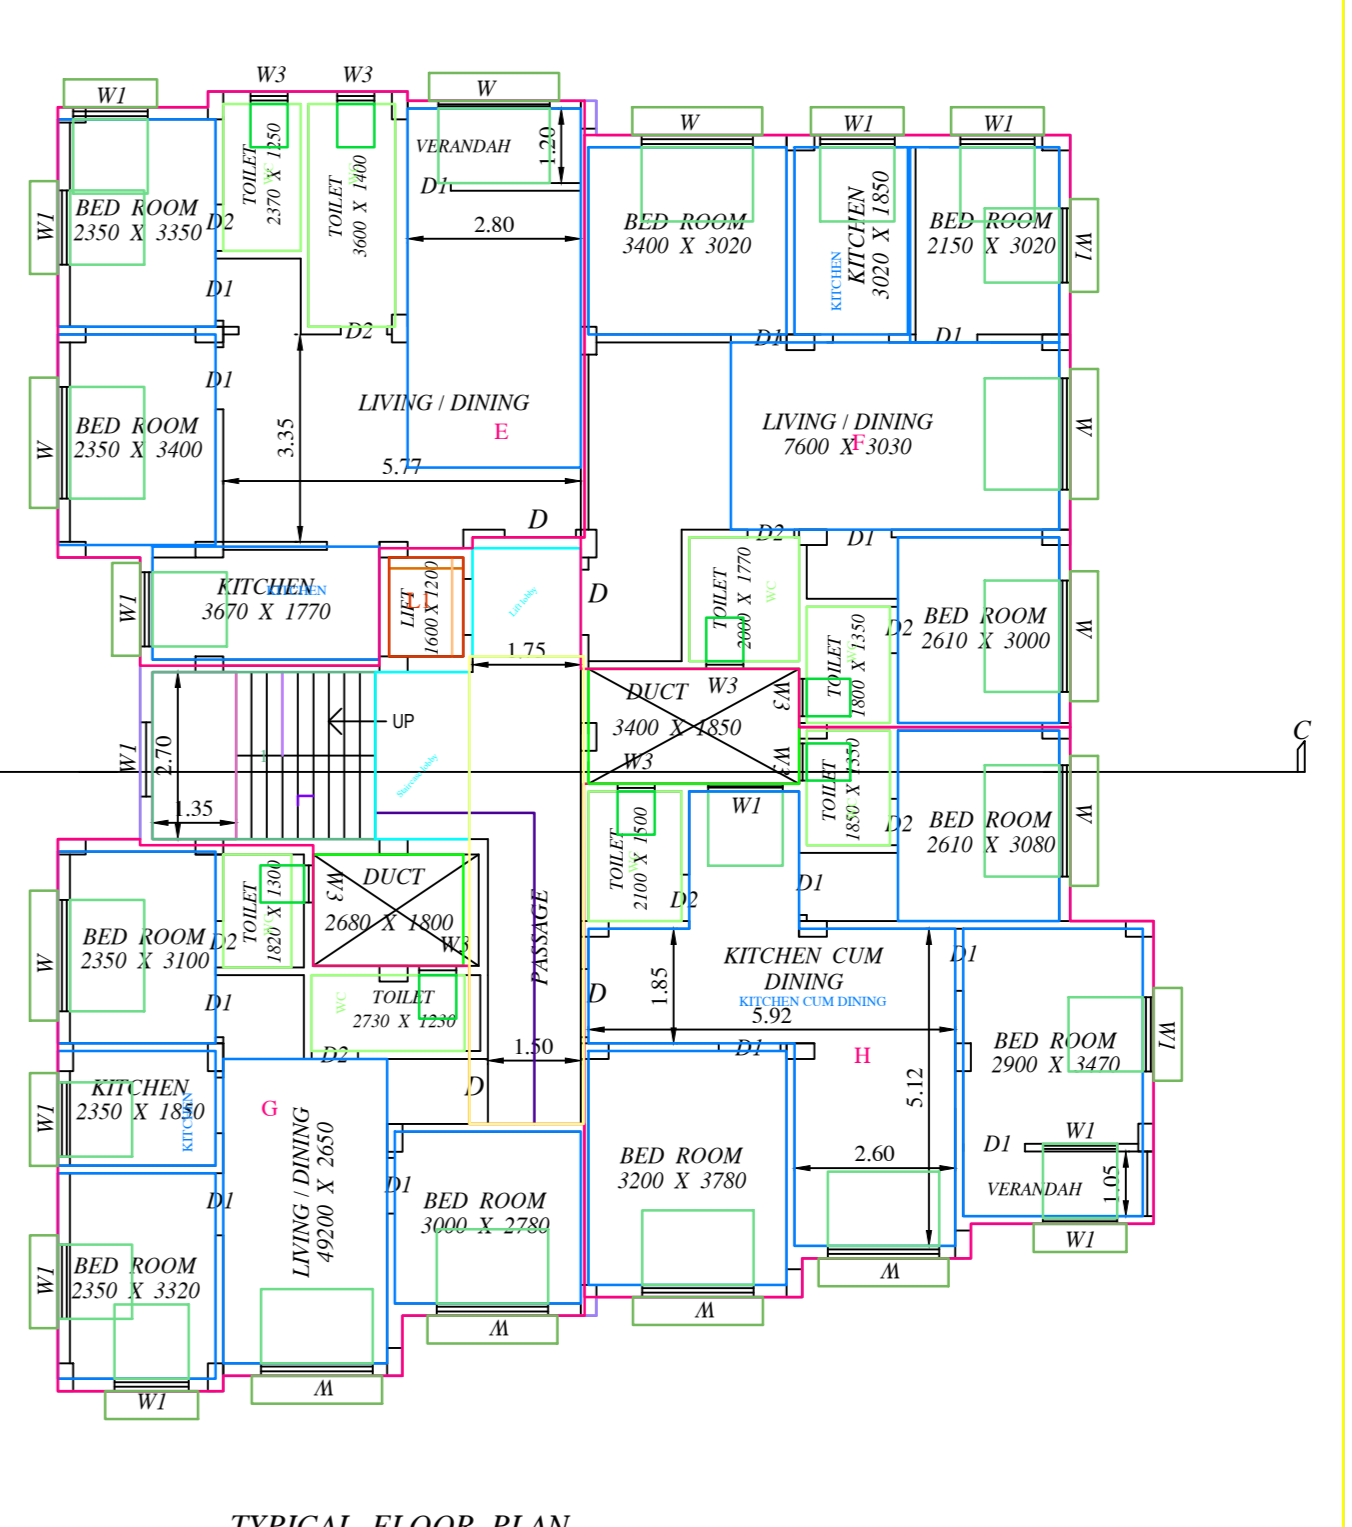 W3
W3
W
W1
W
W1
W1
VERANDAH
1.20
TOILET
2370 X 1250
TOILET
3600 X 1400
D1
W1
BED ROOM
2350 X 3350
D2
2.80
BED ROOM
3400 X 3020
KITCHEN
3020 X 1850
KITCHEN
BED ROOM
2150 X 3020
W1
D1
D2
D1
D1
D1
LIVING / DINING
E
3.35
5.77
W
BED ROOM
2350 X 3400
LIVING / DINING
7600 X 3030
F
W
D
D2
D1
W1
KITCHEN
KITCHEN
3670 X 1770
LIFT
1600 X 1200
L1
Lift lobby
D
TOILET
2000 X 1770
WC
TOILET
1800 X 1350
D2
BED ROOM
2610 X 3000
W
1.75
W3
W3
DUCT
3400 X 1850
W3
W3
UP
W1
2.70
1.35
1
Staircase lobby
C
W1
TOILET
1850 X 1350
D2
BED ROOM
2610 X 3080
W
TOILET
2100 X 1500
D2
D1
W
BED ROOM
2350 X 3100
D2
TOILET
1820 X 1300
W3
DUCT
2680 X 1800
W3
PASSAGE
D1
WC
TOILET
2730 X 1230
D2
1.50
D
D
1.85
KITCHEN CUM
DINING
KITCHEN CUM DINING
5.92
D1
D1
H
5.12
BED ROOM
2900 X 3470
W1
W1
KITCHEN
2350 X 1850
KITCHEN
G
LIVING / DINING
49200 X 2650
D1
D1
BED ROOM
3000 X 2780
BED ROOM
3200 X 3780
2.60
D1
W1
VERANDAH
1.05
W1
W1
BED ROOM
2350 X 3320
W1
W
W
W
W
TYPICAL FLOOR PLAN